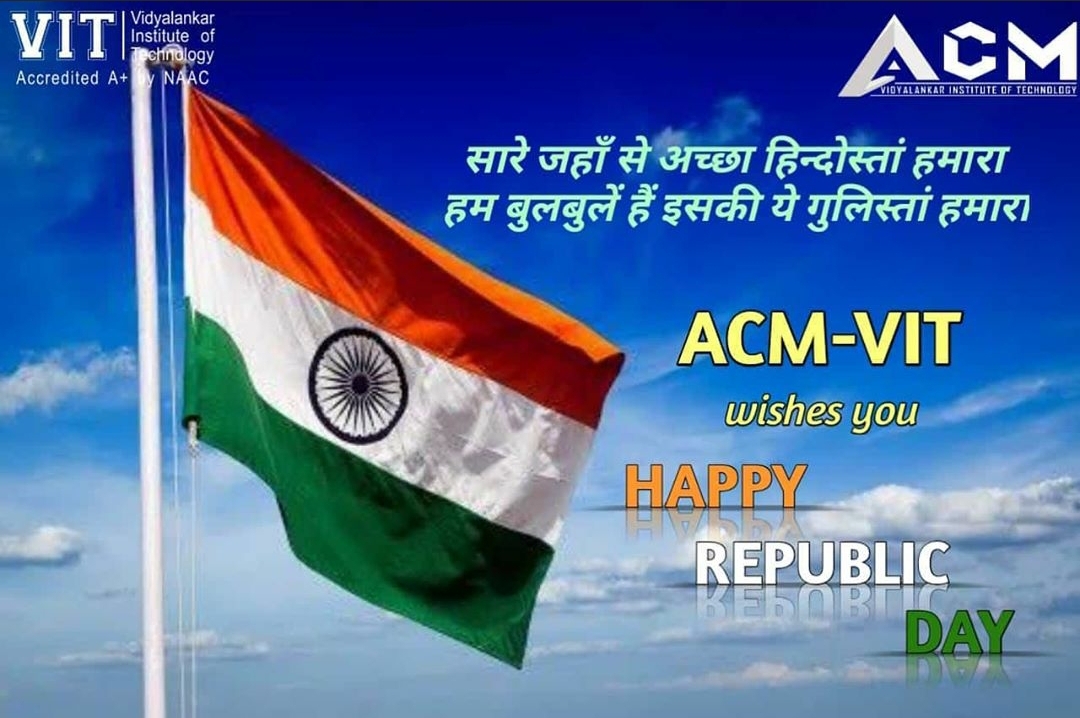 VIT
Vidyalankar
Institute of
Technology
Accredited A+ by NAAC
ACM
VIDYALANKAR INSTITUTE OF TECHNOLOGY
सारे जहाँ से अच्छा हिन्दोस्तां हमारा
हम बुलबुलें हैं इसकी ये गुलिस्तां हमारा
ACM-VIT
wishes you
HAPPY
REPUBLIC
DAY